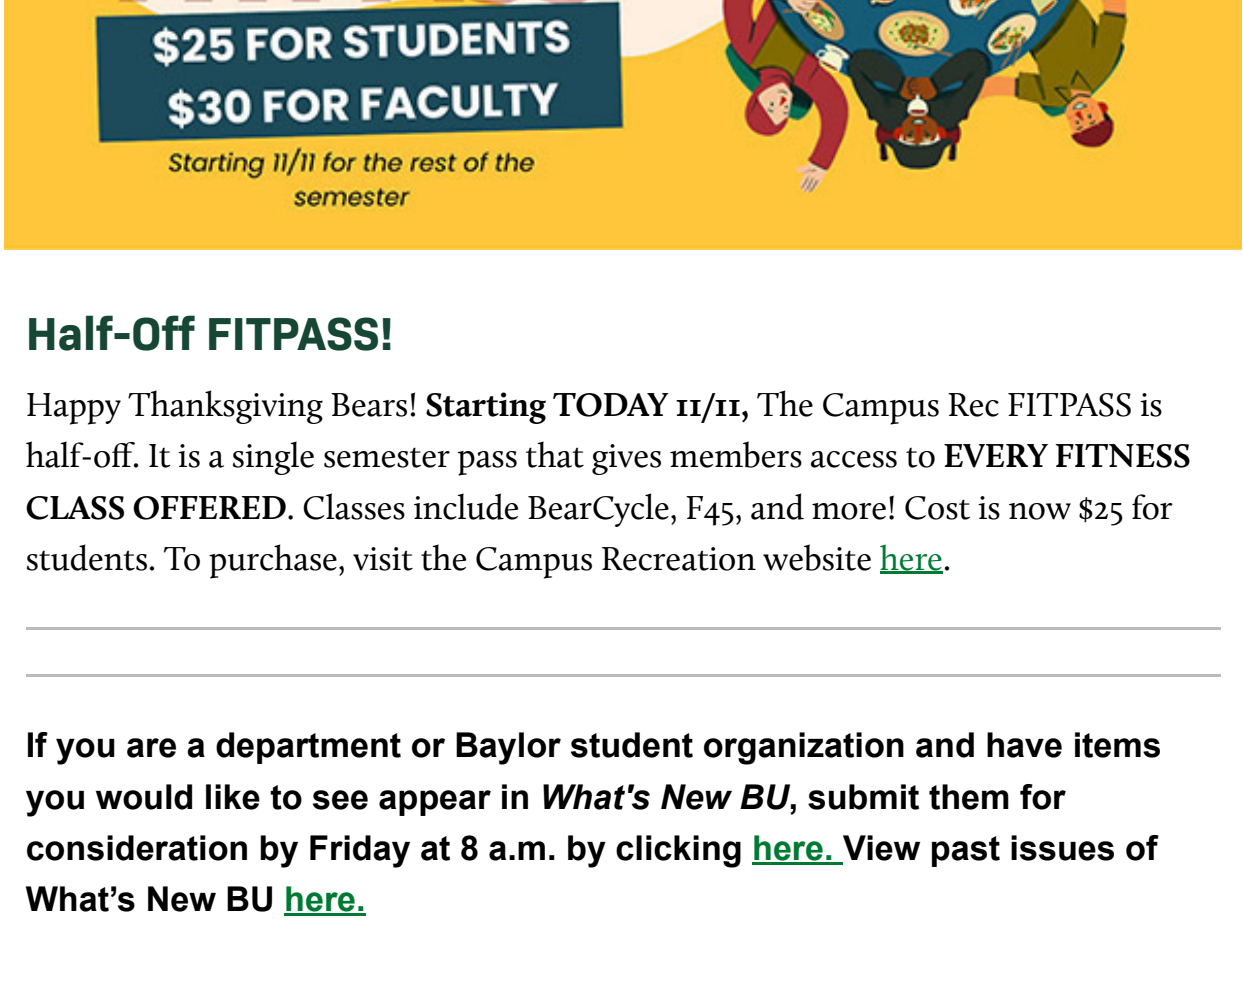 $25 FOR STUDENTS
$30 FOR FACULTY
Starting 11/11 for the rest of the
semester
Half-Off FITPASS!
Happy Thanksgiving Bears! Starting TODAY 11/11, The Campus Rec FITPASS is
half-off. It is a single semester pass that gives members access to EVERY FITNESS
CLASS OFFERED. Classes include BearCycle, F45, and more! Cost is now $25 for
students. To purchase, visit the Campus Recreation website here.
If you are a department or Baylor student organization and have items
you would like to see appear in What's New BU, submit them for
consideration by Friday at 8 a.m. by clicking here. View past issues of
What’s New BU here.